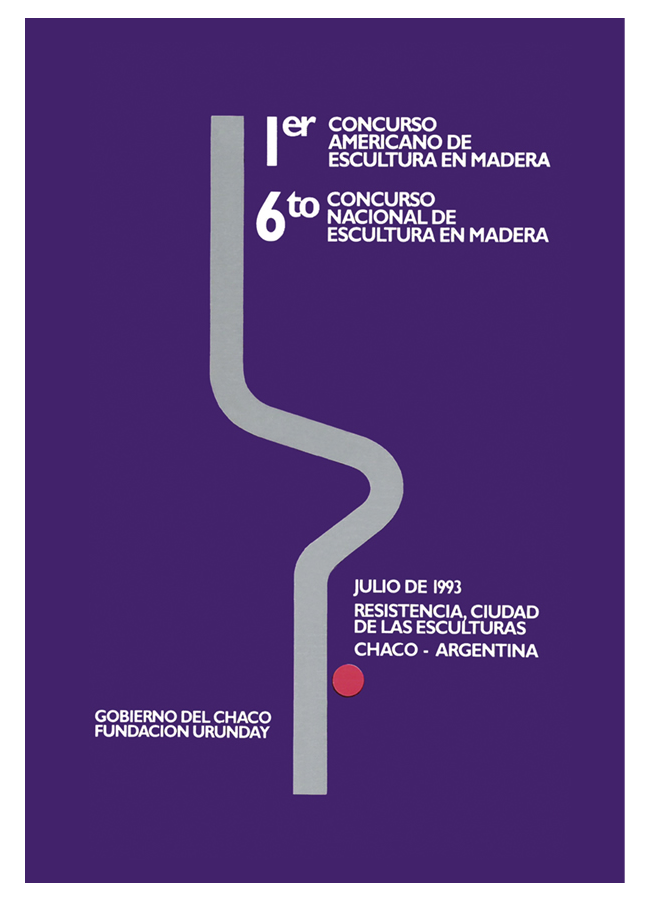 1er CONCURSO
AMERICANO DE
ESCULTURA EN MADERA
6to CONCURSO
NACIONAL DE
ESCULTURA EN MADERA
JULIO DE 1993
RESISTENCIA, CIUDAD
DE LAS ESCULTURAS
CHACO - ARGENTINA
GOBIERNO DEL CHACO
FUNDACION URUNDAY